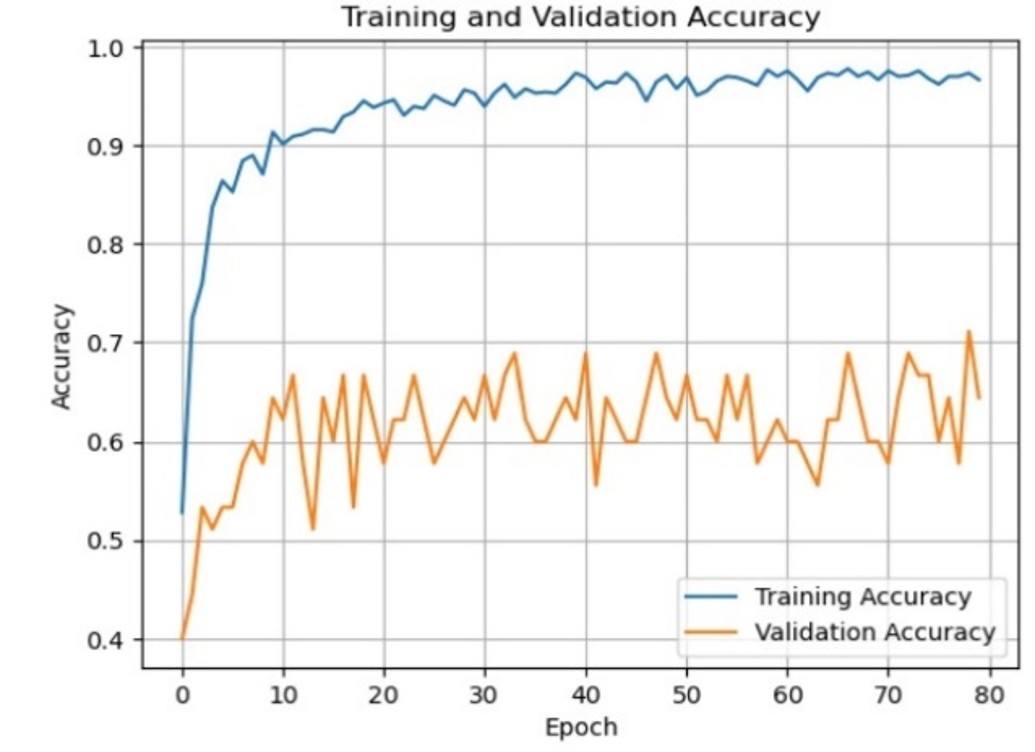 Training and Validation Accuracy
1.0
0.9
0.8
0.7
0.6
0.5
0.4
Accuracy
Training Accuracy
Validation Accuracy
0 10 20 30 40 50 60 70 80
Epoch